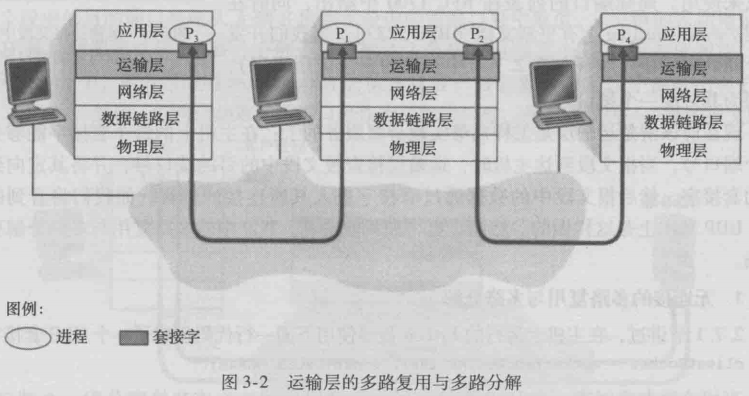 应用层
P3
运输层
网络层
数据链路层
物理层
P1
应用层
P2
运输层
网络层
数据链路层
物理层
应用层
P4
运输层
网络层
数据链路层
物理层
图例：
进程
套接字
图 3-2 运输层的多路复用与多路分解